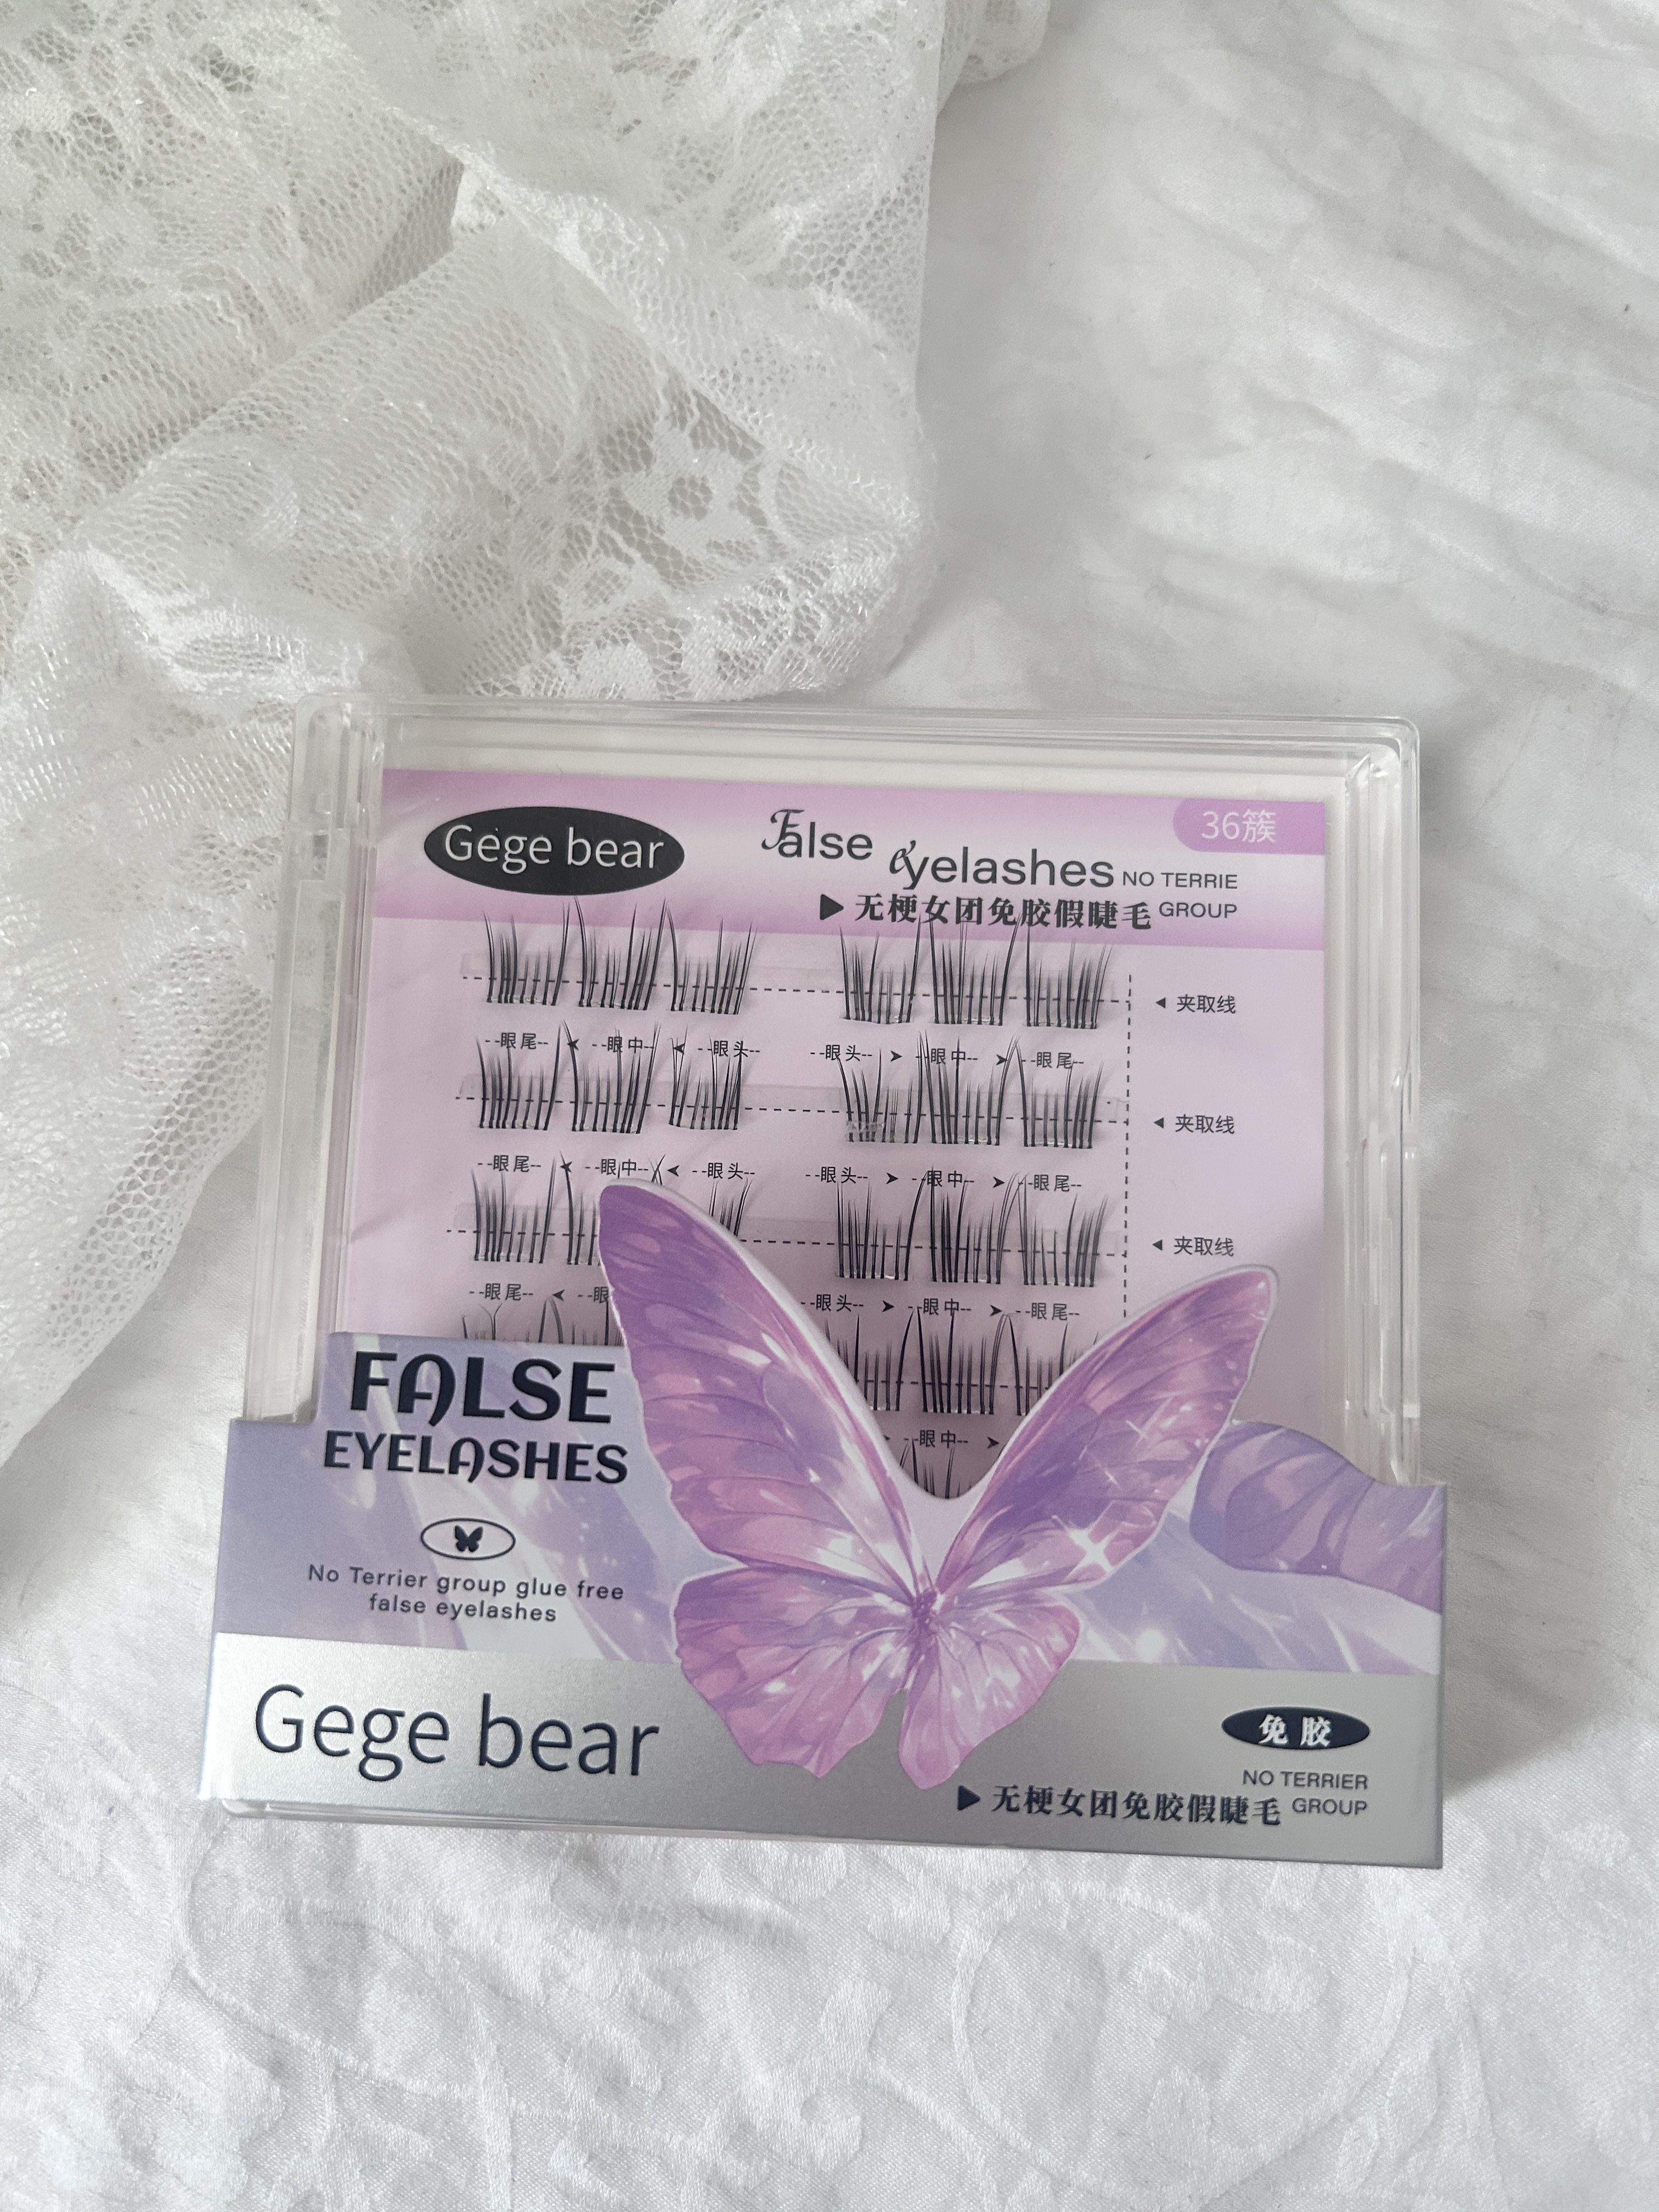 Gege bear
False eyelashes
NO TERRIE
GROUP
36簇
无梗女团免胶假睫毛
夹取线
--眼尾-- --眼中-- --眼头-- --眼头-- --眼中-- --眼尾--
夹取线
--眼尾-- --眼中-- --眼头-- --眼头-- --眼中-- --眼尾--
夹取线
--眼尾-- --眼 --眼头-- --眼中-- --眼尾--
-眼中--
FALSE
EYELASHES
No Terrier group glue free
false eyelashes
Gege bear
免胶
无梗女团免胶假睫毛
NO TERRIER
GROUP